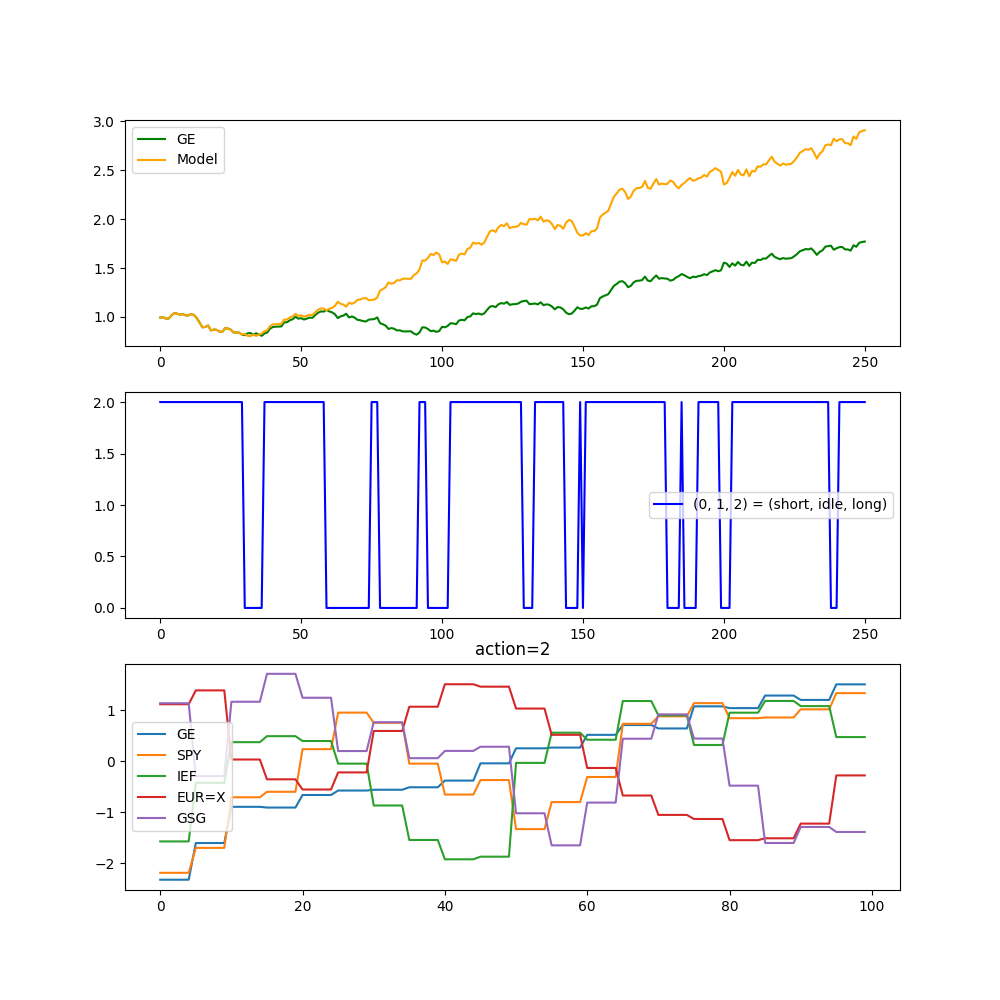 3.0
2.5
2.0
1.5
1.0
GE
Model
0 50 100 150 200 250
2.0
1.5
1.0
0.5
0.0
(0, 1, 2) = (short, idle, long)
0 50 100 150 200 250
action=2
1
0
−1
−2
GE
SPY
IEF
EUR=X
GSG
0 20 40 60 80 100